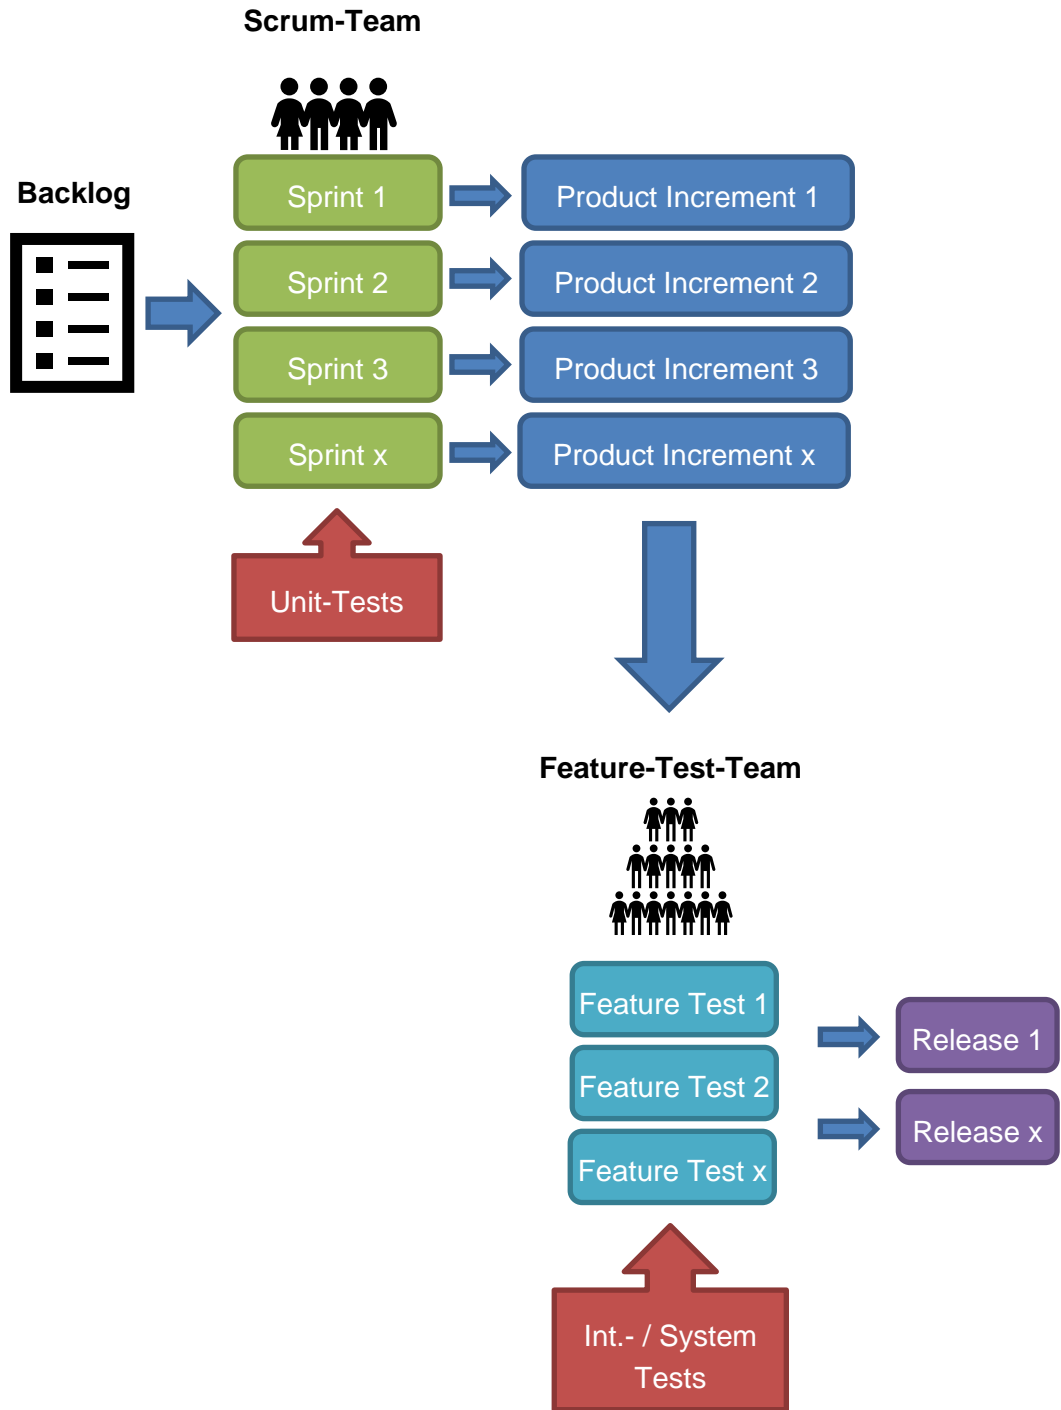 Scrum-Team
Backlog
Sprint 1
Product Increment 1
Sprint 2
Product Increment 2
Sprint 3
Product Increment 3
Sprint x
Product Increment x
Unit-Tests
Feature-Test-Team
Feature Test 1
Feature Test 2
Feature Test x
Release 1
Release x
Int.- / System
Tests